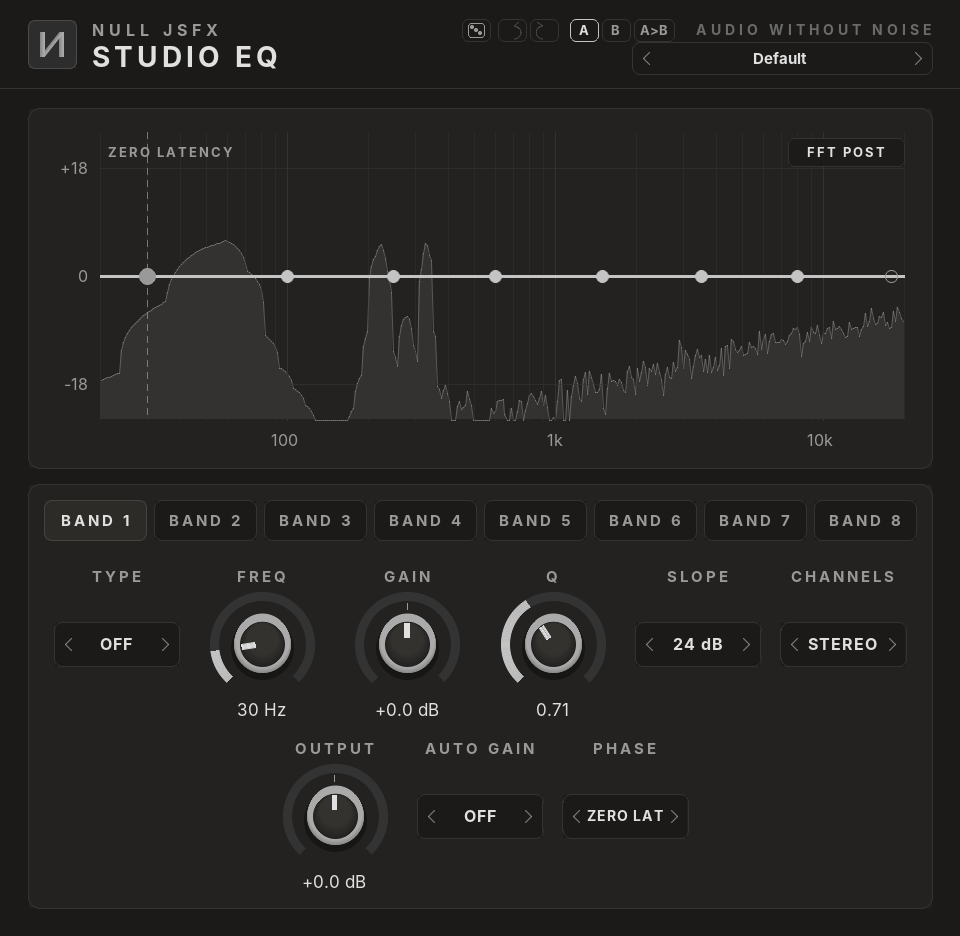 NULL JSFX
STUDIO EQ
A B A>B AUDIO WITHOUT NOISE
Default
ZERO LATENCY
FFT POST
+18
0
-18
100 1k 10k
BAND 1 BAND 2 BAND 3 BAND 4 BAND 5 BAND 6 BAND 7 BAND 8
TYPE FREQ GAIN Q SLOPE CHANNELS
OFF 24 dB STEREO
30 Hz +0.0 dB 0.71
OUTPUT AUTO GAIN PHASE
OFF ZERO LAT
+0.0 dB